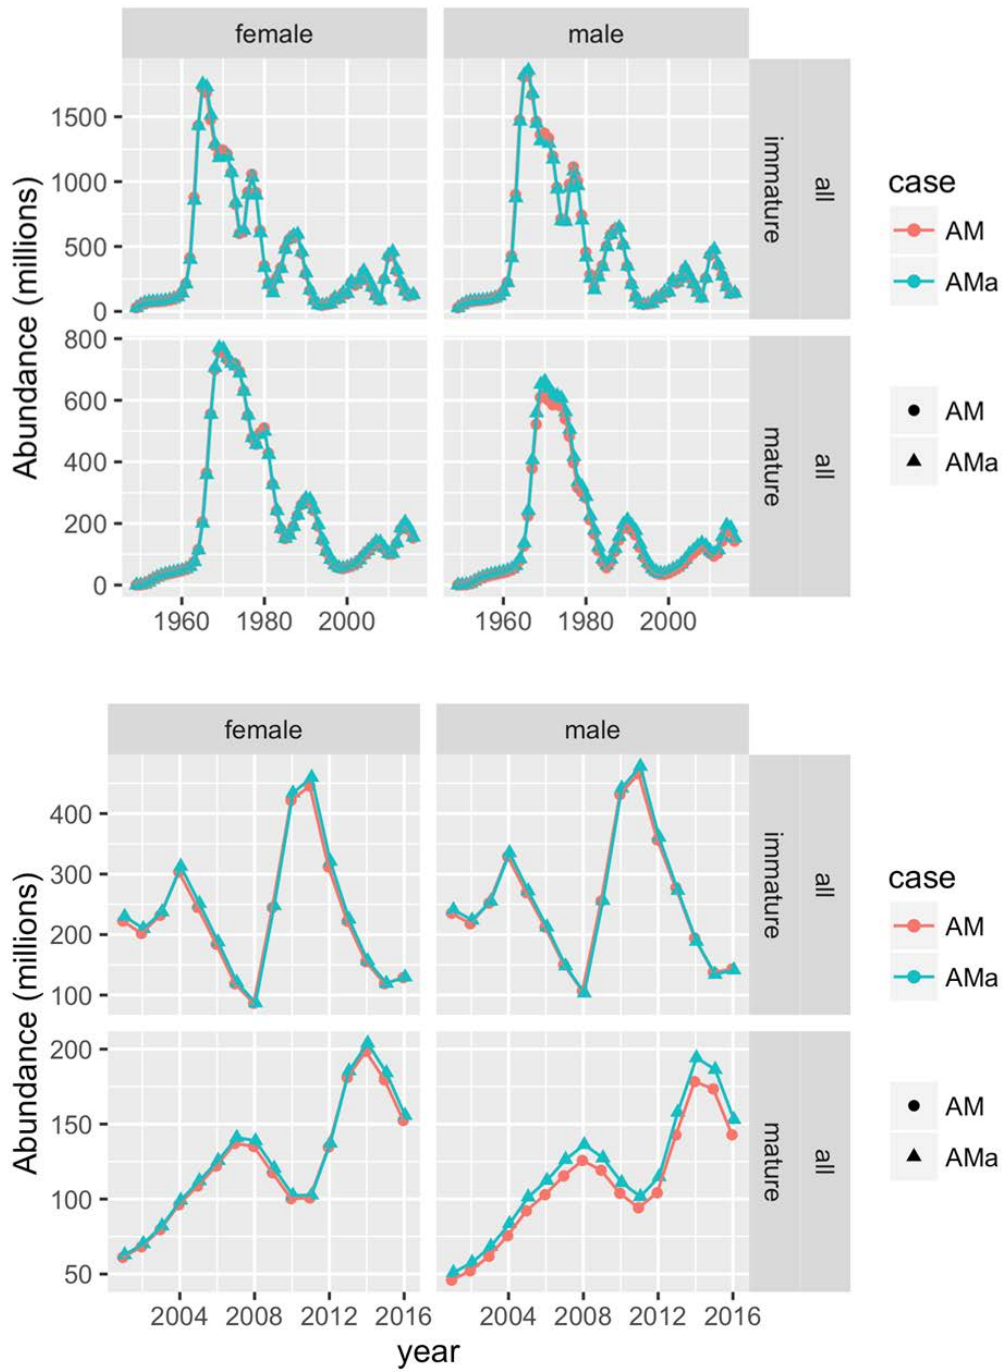 female male
1500
1000
500
0
immature all
800
600
400
200
0
mature all
1960 1980 2000 1960 1980 2000
Abundance (millions)
case
AM
AMa
AM
AMa
female male
400
300
200
100
immature all
200
150
100
50
mature all
2004 2008 2012 2016 2004 2008 2012 2016
Abundance (millions)
year
case
AM
AMa
AM
AMa